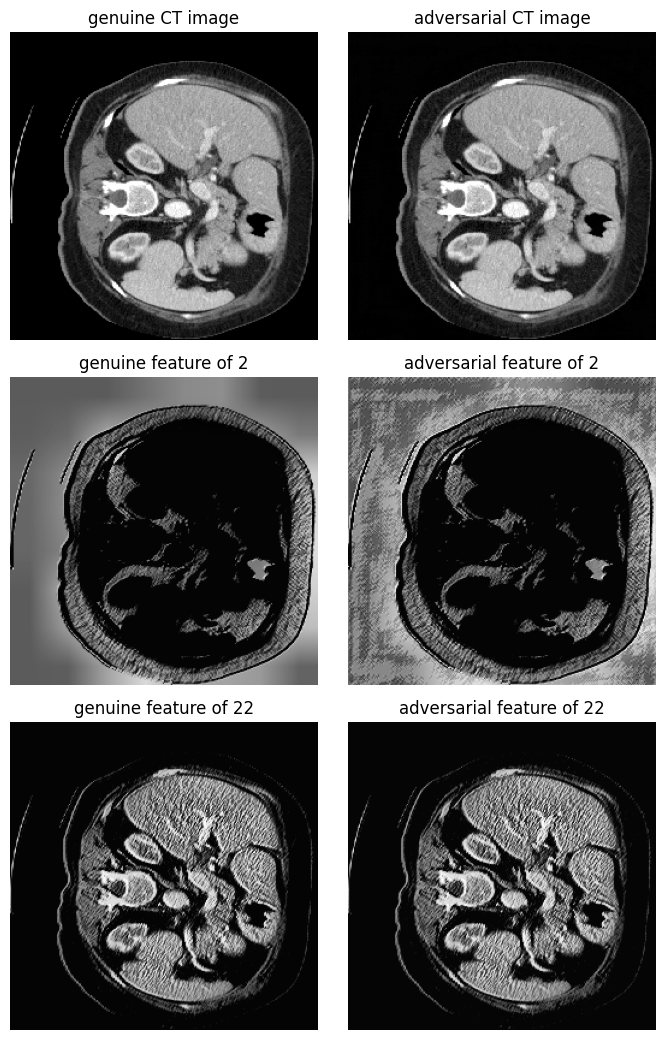 genuine CT image
adversarial CT image
genuine feature of 2
adversarial feature of 2
genuine feature of 22
adversarial feature of 22